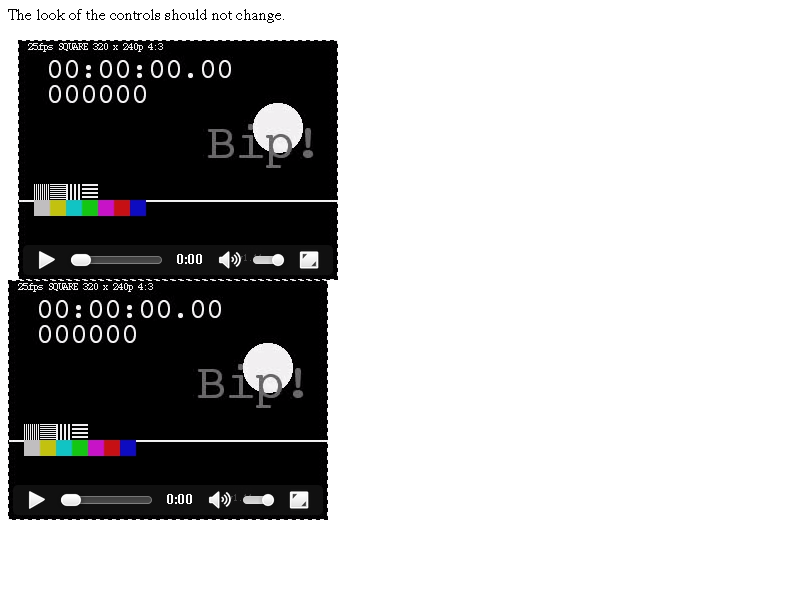 The look of the controls should not change.
25fps SQUARE 320 x 240p 4:3
00:00:00.00
000000
Bip!
0:00
25fps SQUARE 320 x 240p 4:3
00:00:00.00
000000
Bip!
0:00